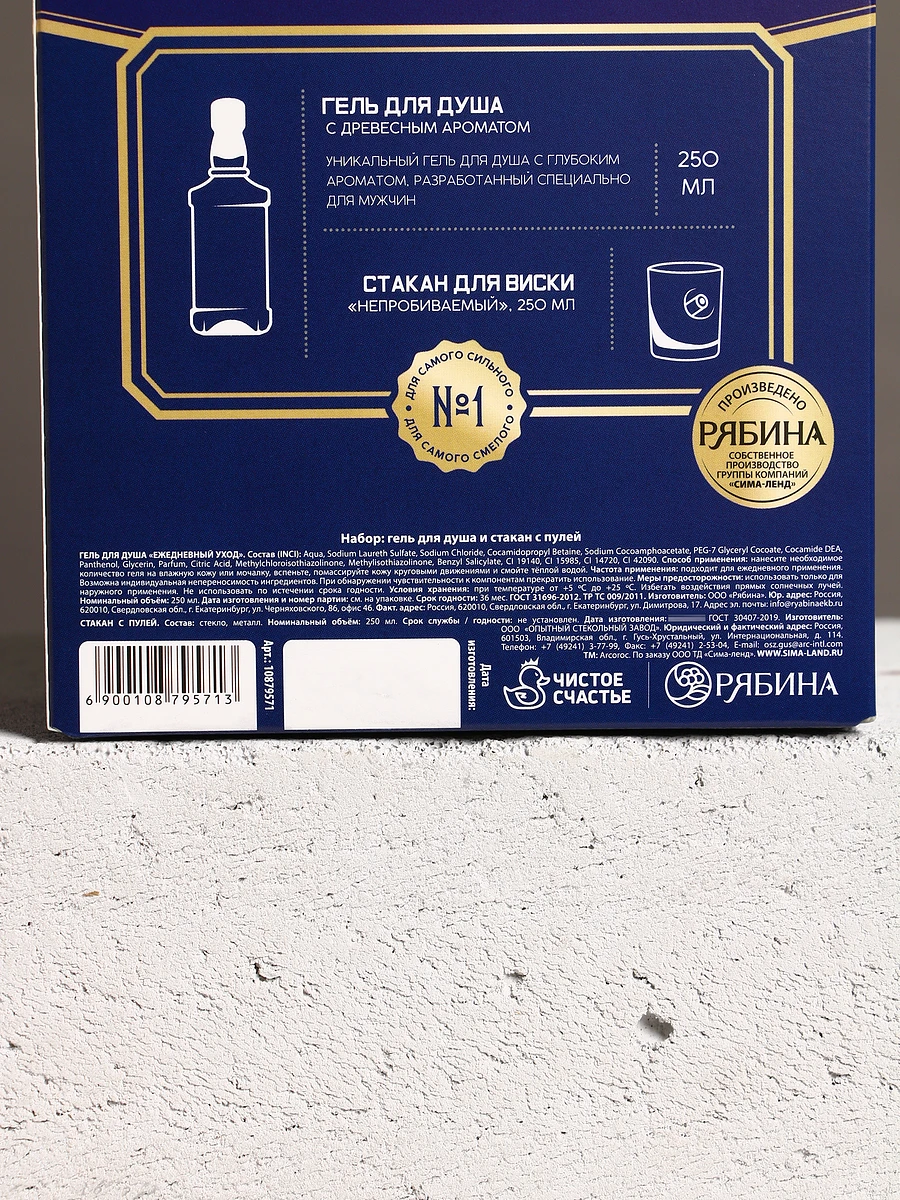 ГЕЛЬ ДЛЯ ДУША
С ДРЕВЕСНЫМ АРОМАТОМ
УНИКАЛЬНЫЙ ГЕЛЬ ДЛЯ ДУША С ГЛУБОКИМ
АРОМАТОМ, РАЗРАБОТАННЫЙ СПЕЦИАЛЬНО
ДЛЯ МУЖЧИН
250
МЛ
СТАКАН ДЛЯ ВИСКИ
«НЕПРОБИВАЕМЫЙ», 250 МЛ
ДЛЯ САМОГО СИЛЬНОГО
№1
ДЛЯ САМОГО СМЕЛОГО
ПРОИЗВЕДЕНО
РЯБИНА
СОБСТВЕННОЕ
ПРОИЗВОДСТВО
ГРУППЫ КОМПАНИЙ
«СИМА-ЛЕНД»
Набор: гель для душа и стакан с пулей
ГЕЛЬ ДЛЯ ДУША «ЕЖЕДНЕВНЫЙ УХОД». Состав (INCI): Aqua, Sodium Laureth Sulfate, Sodium Chloride, Cocamidopropyl Betaine, Sodium Cocoamphoacetate, PEG-7 Glyceryl Cocoate, Cocamide DEA,
Panthenol, Glycerin, Parfum, Citric Acid, Methylchloroisothiazolinone, Methylisothiazolinone, Benzyl Salicylate, CI 19140, CI 15985, CI 14720, CI 42090. Способ применения: нанесите необходимое
количество геля на влажную кожу или мочалку, вспеньте, помассируйте кожу круговыми движениями и смойте тёплой водой. Частота применения: подходит для ежедневного применения.
Возможна индивидуальная непереносимость ингредиентов. При обнаружении чувствительности к компонентам прекратить использование. Меры предосторожности: использовать только для
наружного применения. Не использовать по истечении срока годности. Условия хранения: при температуре от +5 °С до +25 °С. Избегать воздействия прямых солнечных лучей.
Номинальный объём: 250 мл. Дата изготовления и номер партии: см. на упаковке. Срок годности: 36 мес. ГОСТ 31696-2012. ТР ТС 009/2011. Изготовитель: ООО «Рябина». Юр. адрес: Россия,
620010, Свердловская обл., г. Екатеринбург, ул. Черняховского, 86, офис 46. Факт. адрес: Россия, 620010, Свердловская обл., г. Екатеринбург, ул. Димитрова, 17. Адрес эл. почты: info@ryabinaekb.ru
СТАКАН С ПУЛЕЙ. Состав: стекло, металл. Номинальный объём: 250 мл. Срок службы / годности: не установлен. Дата изготовления: ГОСТ 30407-2019. Изготовитель:
ООО «ОПЫТНЫЙ СТЕКОЛЬНЫЙ ЗАВОД». Юридический и фактический адрес: Россия,
601503, Владимирская обл., г. Гусь-Хрустальный, ул. Интернациональная, д. 114.
Телефон: +7 (49241) 3-77-99, Факс: +7 (49241) 2-53-04, E-mail: osz.gus@arc-intl.com
TM: Arcoroc. По заказу ООО ТД «Сима-ленд». WWW.SIMA-LAND.RU
6 900108 795713
Арт.: 10879571
Дата
изготовления:
ЧИСТОЕ
СЧАСТЬЕ
РЯБИНА